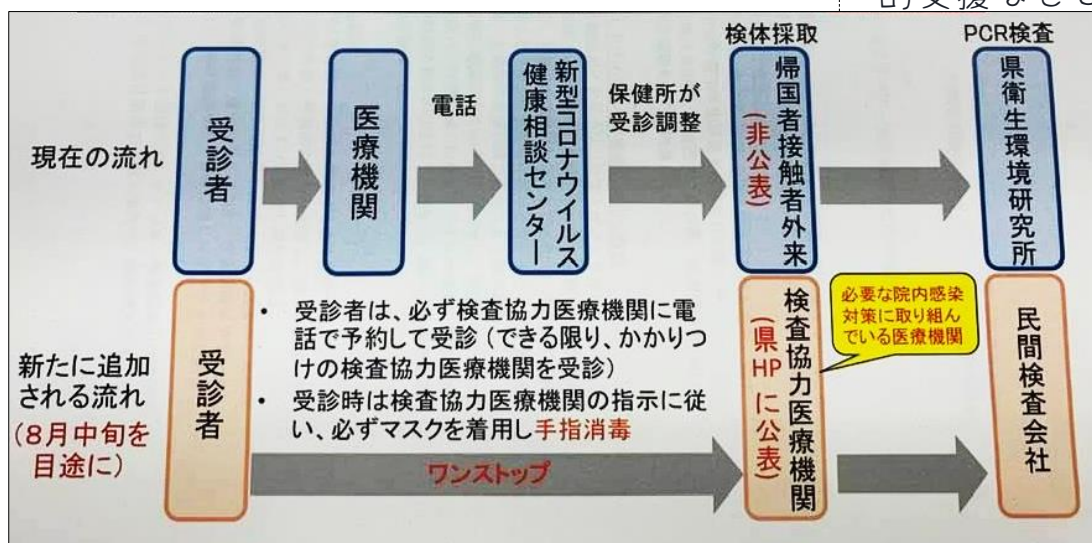 的支援など
検体採取
PCR検査
現在の流れ
受診者
医療機関
電話
新型コロナウイルス
健康相談センター
保健所が
受診調整
帰国者接触者外来
(非公表)
県衛生環境研究所
新たに追加
される流れ
(8月中旬を
目途に)
受診者
• 受診者は、必ず検査協力医療機関に電
話で予約して受診(できる限り、かかりつ
けの検査協力医療機関を受診)
• 受診時は検査協力医療機関の指示に従
い、必ずマスクを着用し手指消毒
ワンストップ
検査協力医療機関
(県HPに公表)
必要な院内感染
対策に取り組ん
でいる医療機関
民間検査会社